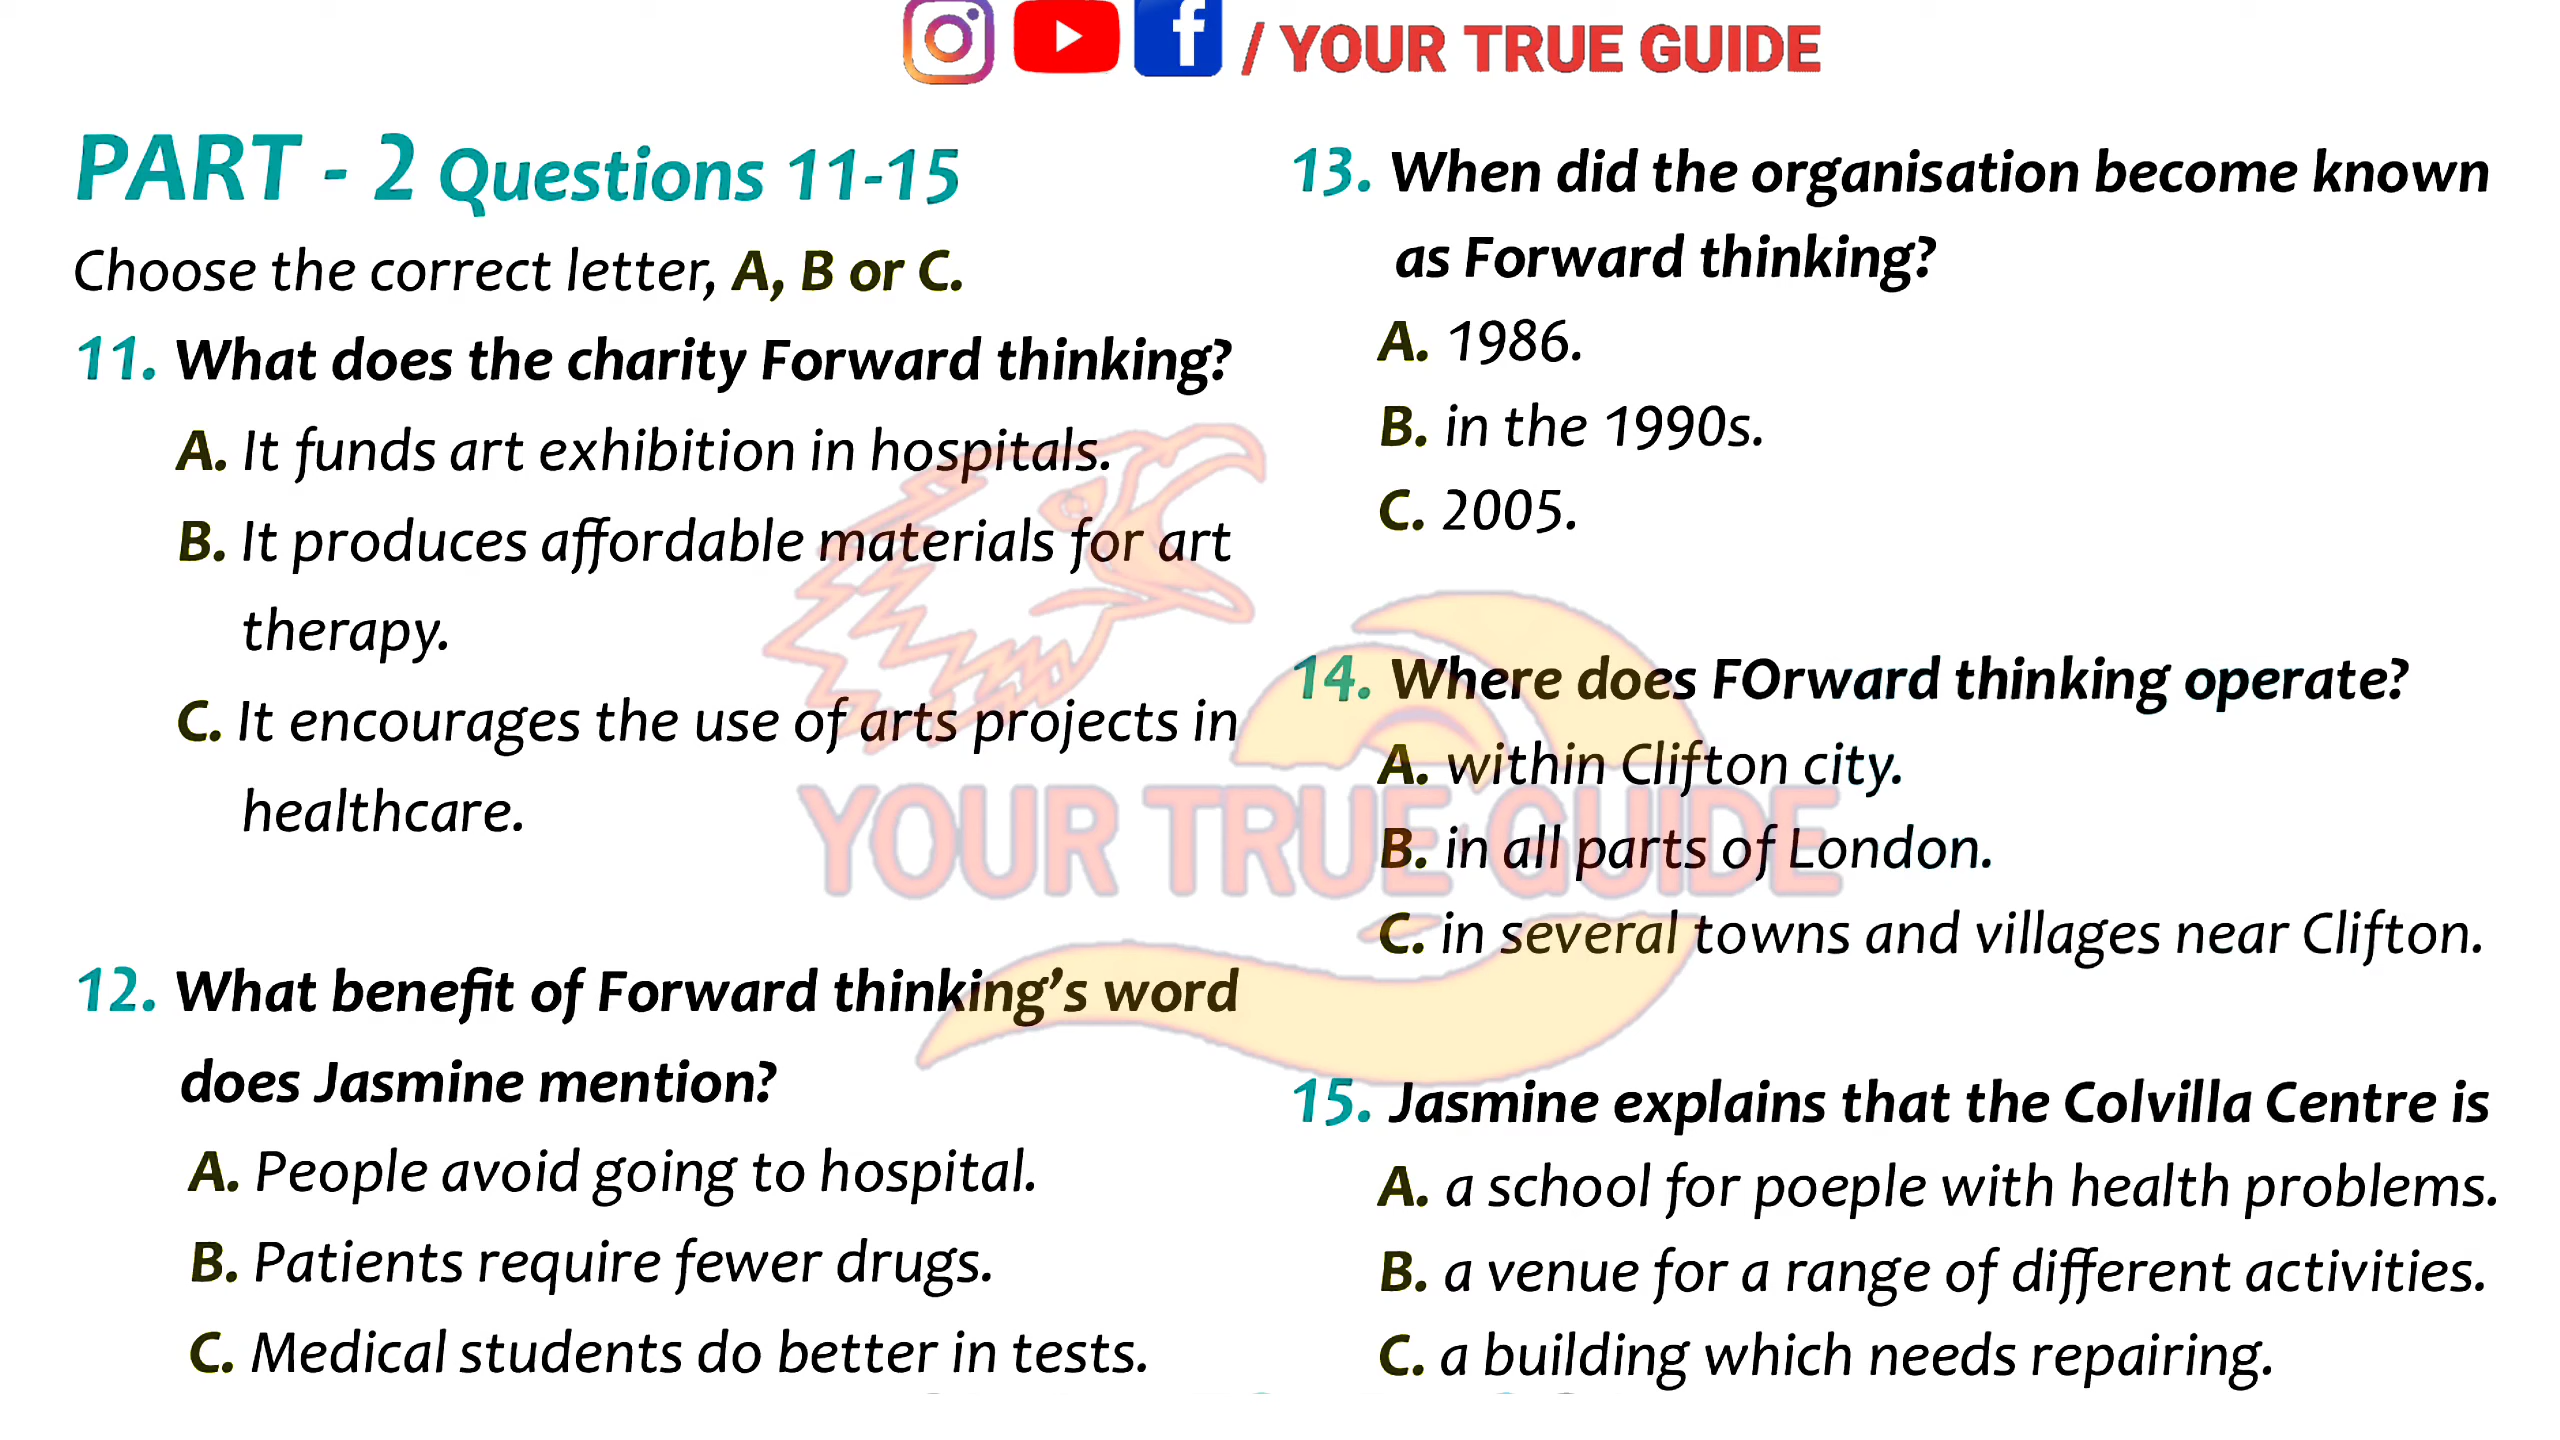 / YOUR TRUE GUIDE
PART - 2 Questions 11-15
Choose the correct letter, A, B or C.
11. What does the charity Forward thinking?
A. It funds art exhibition in hospitals.
B. It produces affordable materials for art
therapy.
C. It encourages the use of arts projects in
healthcare.
12. What benefit of Forward thinking's word
does Jasmine mention?
A. People avoid going to hospital.
B. Patients require fewer drugs.
C. Medical students do better in tests.
13. When did the organisation become known
as Forward thinking?
A. 1986.
B. in the 1990s.
C. 2005.
14. Where does FOrward thinking operate?
A. within Clifton city.
B. in all parts of London.
C. in several towns and villages near Clifton.
15. Jasmine explains that the Colvilla Centre is
A. a school for poeple with health problems.
B. a venue for a range of different activities.
C. a building which needs repairing.
YOUR TRUE GUIDE